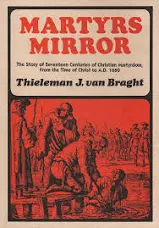 MARTYRS
MIRROR
The Story of Seventeen Centuries of Christian Martyrdom,
from the Time of Christ to A.D. 1660
Thieleman J. van Braght